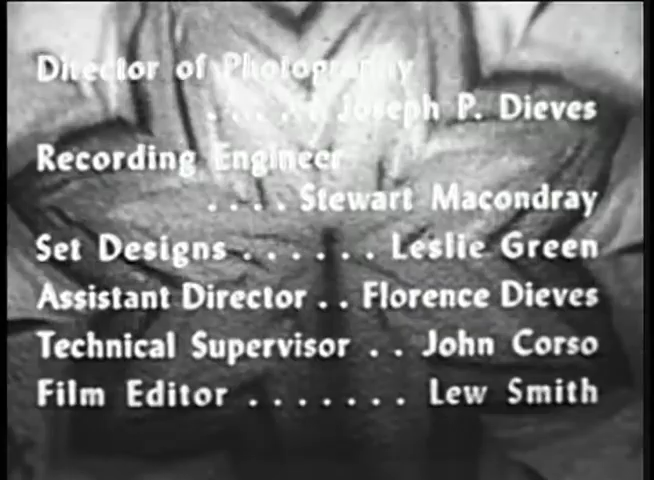 Director of Photography
. . . . . . Joseph P. Dieves
Recording Engineer
. . . . Stewart Macondray
Set Designs . . . . . . Leslie Green
Assistant Director . . Florence Dieves
Technical Supervisor . . John Corso
Film Editor . . . . . . . Lew Smith